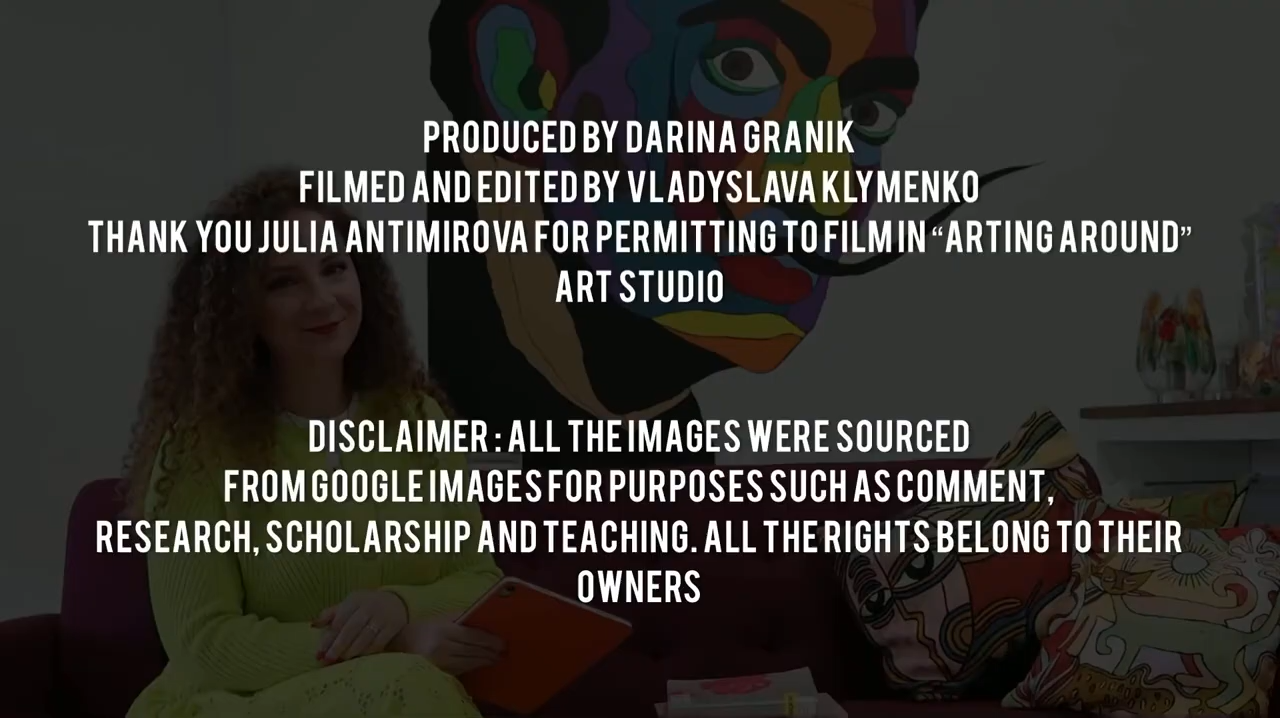 PRODUCED BY DARINA GRANIK
FILMED AND EDITED BY VLADYSLAVA KLYMENKO
THANK YOU JULIA ANTIMIROVA FOR PERMITTING TO FILM IN “ARTING AROUND”
ART STUDIO
DISCLAIMER : ALL THE IMAGES WERE SOURCED
FROM GOOGLE IMAGES FOR PURPOSES SUCH AS COMMENT,
RESEARCH, SCHOLARSHIP AND TEACHING. ALL THE RIGHTS BELONG TO THEIR
OWNERS